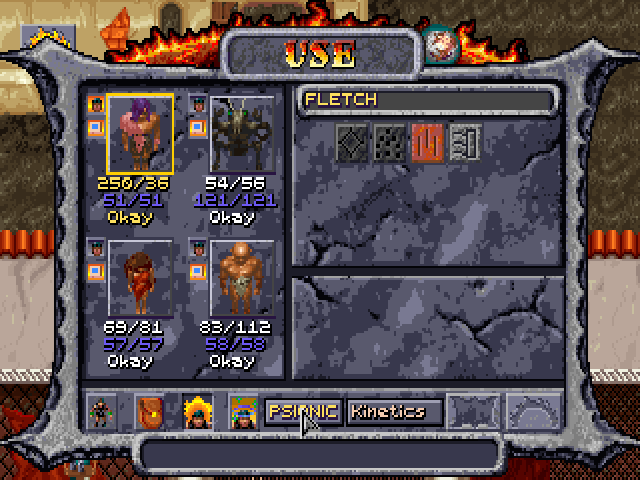 USE
FLETCH
250/36
51/51
Okay
54/56
121/121
Okay
69/81
57/57
Okay
83/112
58/58
Okay
PSIONIC
Kinetics